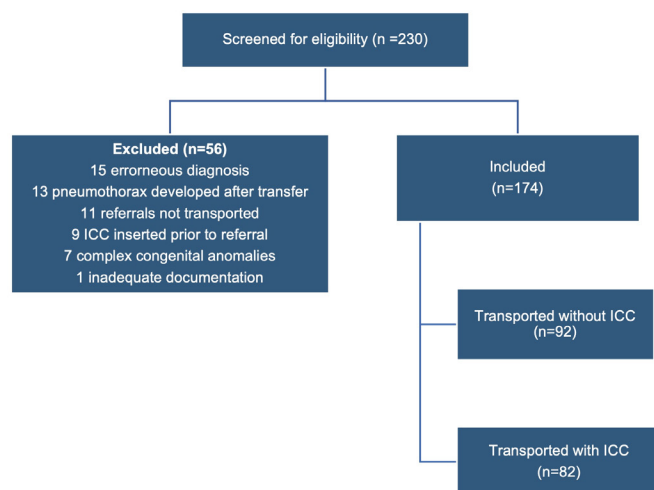 Screened for eligibility (n =230)
Excluded (n=56)
15 errorneous diagnosis
13 pneumothorax developed after transfer
11 referrals not transported
9 ICC inserted prior to referral
7 complex congenital anomalies
1 inadequate documentation
Included
(n=174)
Transported without ICC
(n=92)
Transported with ICC
(n=82)